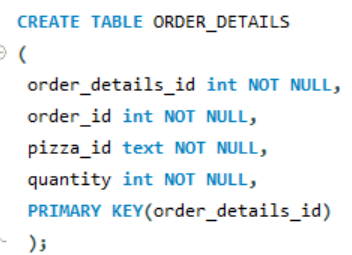 CREATE TABLE ORDER_DETAILS
(
order_details_id int NOT NULL,
order_id int NOT NULL,
pizza_id text NOT NULL,
quantity int NOT NULL,
PRIMARY KEY(order_details_id)
);